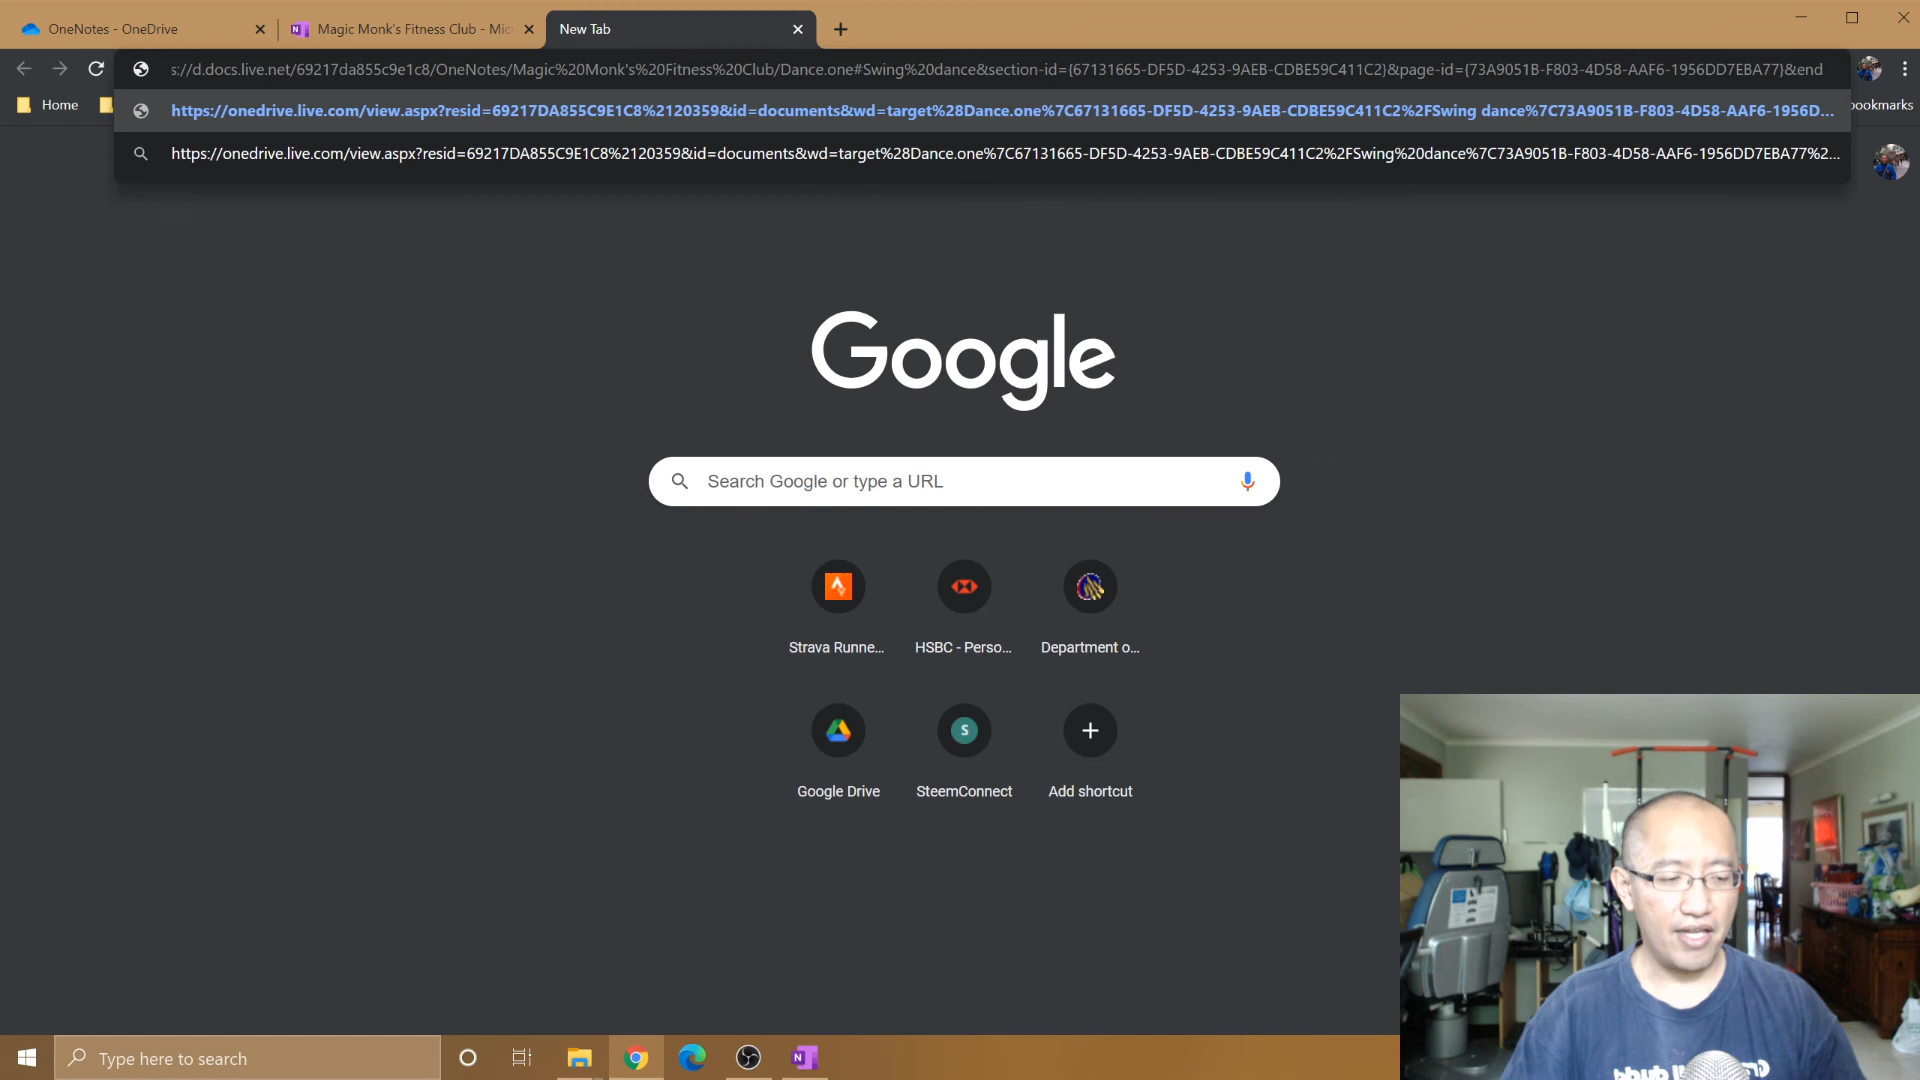 OneNotes - OneDrive
Magic Monk's Fitness Club - Mic
New Tab
s://d.docs.live.net/69217da855c9e1c8/OneNotes/Magic%20Monk's%20Fitness%20Club/Dance.one#Swing%20dance&section-id={67131665-DF5D-4253-9AEB-CDBE59C411C2}&page-id={73A9051B-F803-4D58-AAF6-1956DD7EBA77}&end
Home
https://onedrive.live.com/view.aspx?resid=69217DA855C9E1C8%2120359&id=documents&wd=target%28Dance.one%7C67131665-DF5D-4253-9AEB-CDBE59C411C2%2FSwing dance%7C73A9051B-F803-4D58-AAF6-1956D...
bookmarks
https://onedrive.live.com/view.aspx?resid=69217DA855C9E1C8%2120359&id=documents&wd=target%28Dance.one%7C67131665-DF5D-4253-9AEB-CDBE59C411C2%2FSwing%20dance%7C73A9051B-F803-4D58-AAF6-1956DD7EBA77%2...
Google
Search Google or type a URL
Strava Runne...
HSBC - Perso...
Department o...
S
Google Drive
SteemConnect
Add shortcut
Type here to search